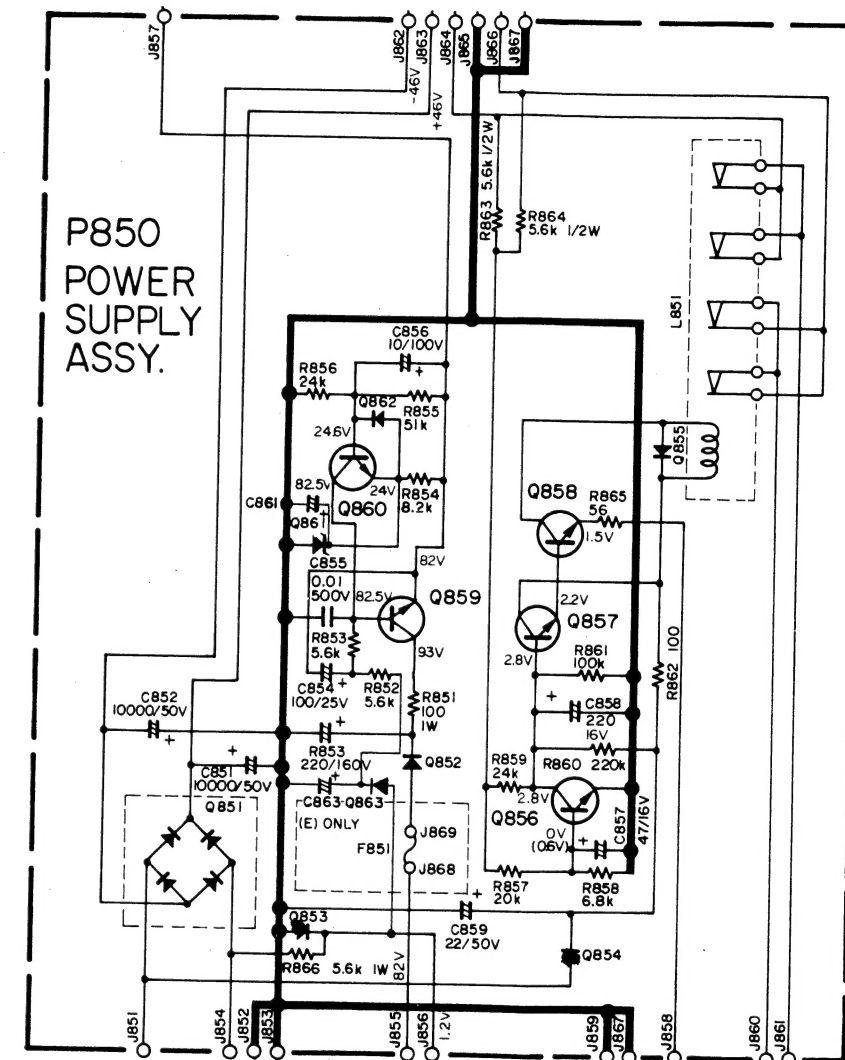 J857
J862
J863
J864
J865
J866
J867
-46V
+46V
P850
POWER
SUPPLY
ASSY.
R863 5.6k 1/2W
R864
5.6k 1/2W
L851
C856
10/100V
+
R856
24k
Q862
R855
51k
Q855
24.6V
82.5V
24V
R854
8.2k
C861
Q860
Q858
R865
56
Q861
+
1.5V
C855
0.01
500V
82V
82.5V
Q859
2.2V
Q857
R853
5.6k
93V
2.8V
R861
100k
R862 100
C854
100/25V
+
R852
5.6k
R851
100
1W
C852
10000/50V
+
+
C858
220
16V
+
R853
220/160V
Q852
R859
24k
R860
220k
+
C851
10000/50V
+
C863
Q863
2.8V
Q856
Q851
(E) ONLY
F851
J869
J868
0V
(0.6V)
+
C857
47/16V
R857
20k
R858
6.8k
+
C859
22/50V
Q853
R866 5.6k 1W
82V
Q854
J851
J854
J852
J853
J855
J856
1.2V
J859
J867
J858
J860
J861